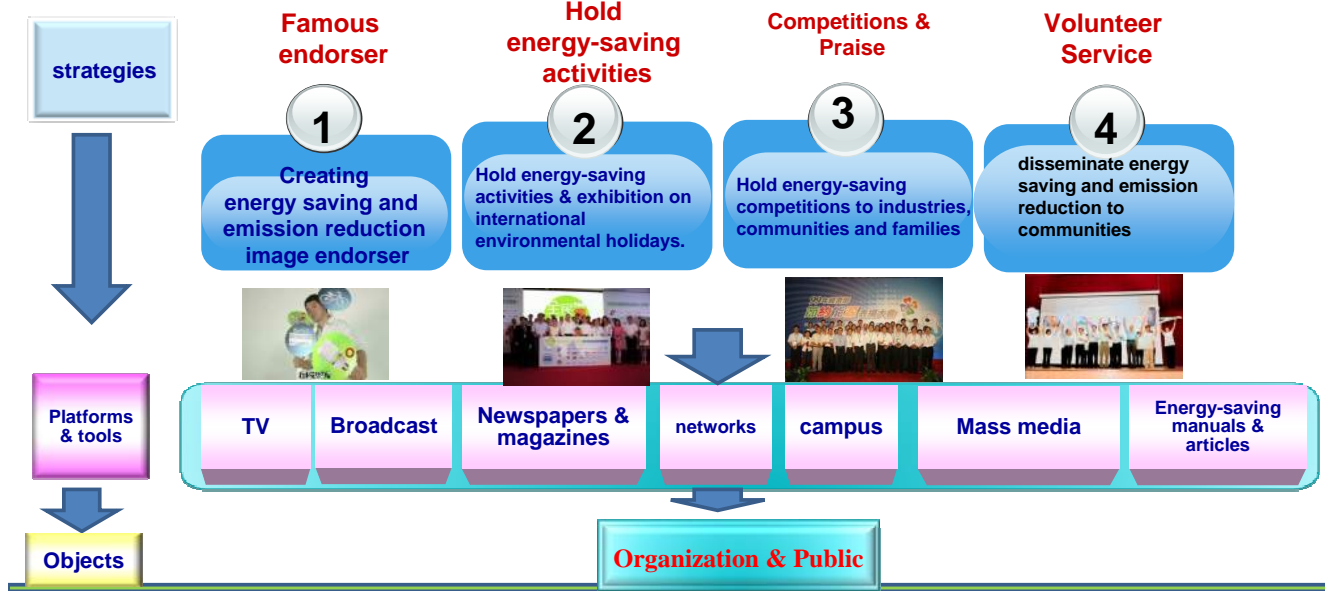 strategies
Famous
endorser
Hold
energy-saving
activities
Competitions &
Praise
Volunteer
Service
1
2
3
4
Creating
energy saving and
emission reduction
image endorser
Hold energy-saving
activities & exhibition on
international
environmental holidays.
Hold energy-saving
competitions to industries,
communities and families
disseminate energy
saving and emission
reduction to
communities
Platforms
& tools
TV
Broadcast
Newspapers &
magazines
networks
campus
Mass media
Energy-saving
manuals &
articles
Objects
Organization & Public